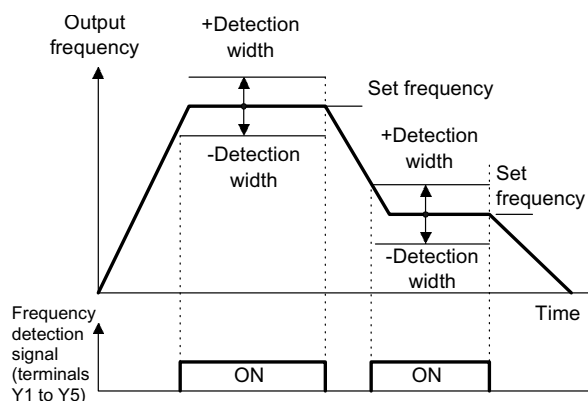 Output
frequency
+Detection
width
Set frequency
-Detection
width
+Detection
width
Set
frequency
-Detection
width
Time
Frequency
detection
signal
(terminals
Y1 to Y5)
ON
ON